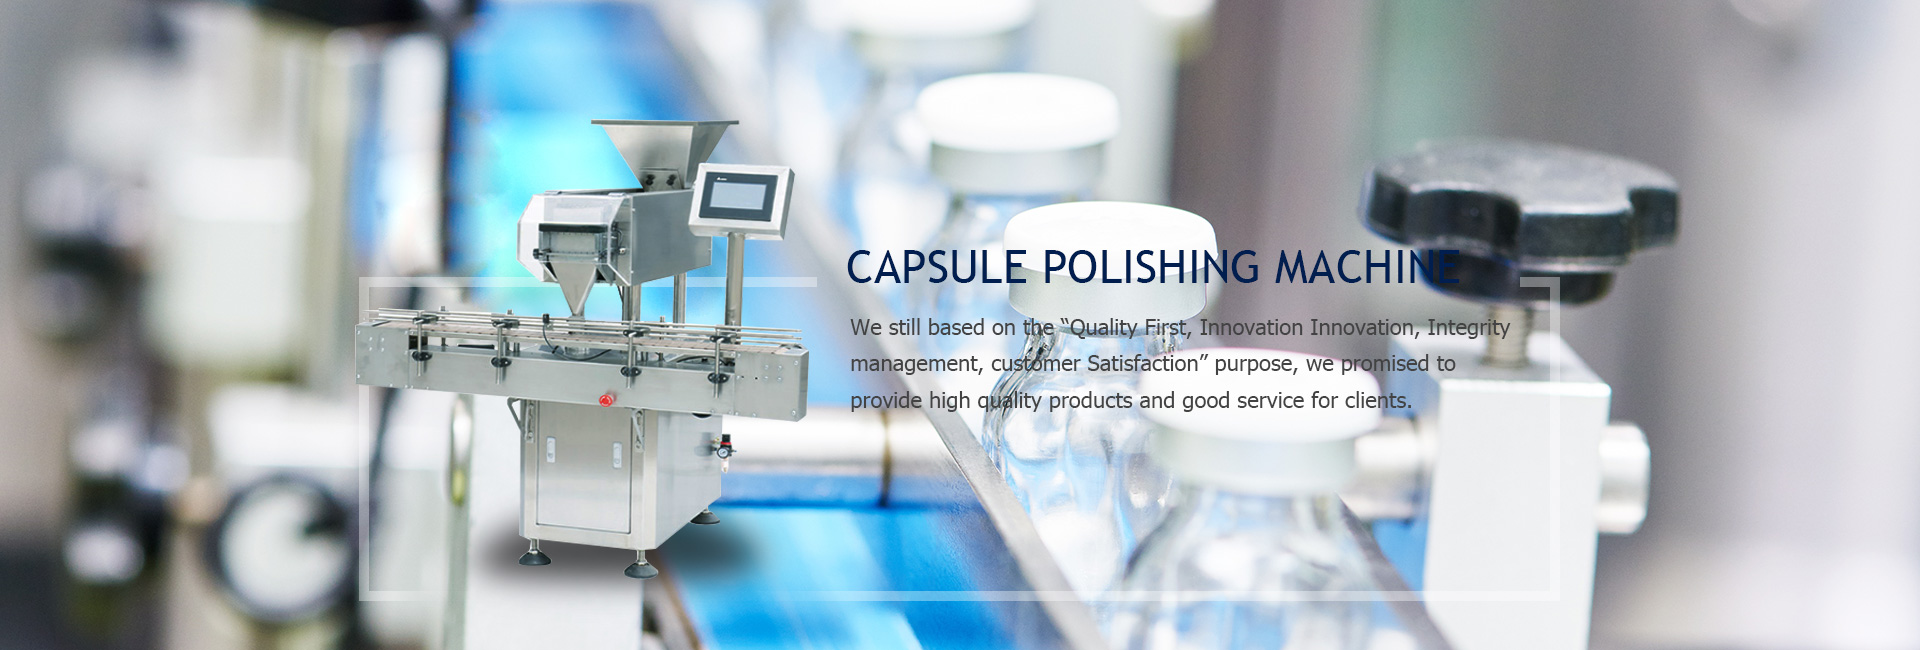 CAPSULE POLISHING MACHINE
We still based on the “Quality First, Innovation Innovation, Integrity
management, customer Satisfaction” purpose, we promised to
provide high quality products and good service for clients.